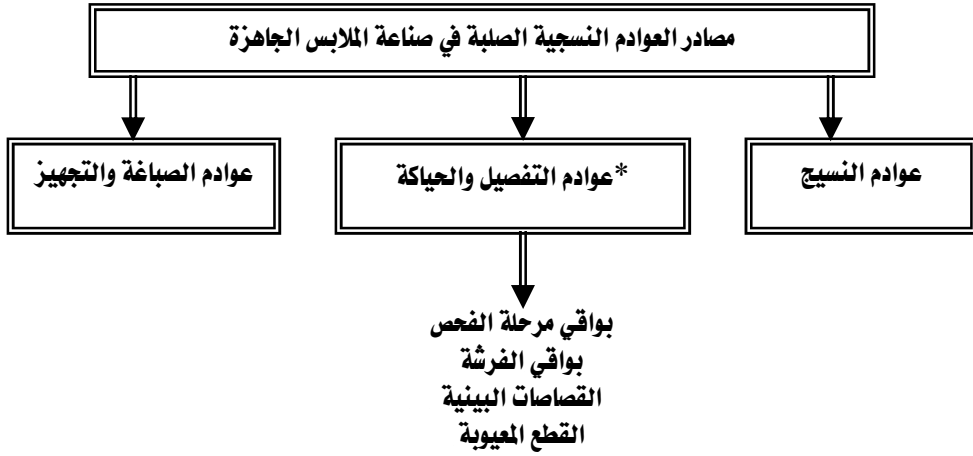 مصادر العوادم النسجية الصلبة في صناعة الملابس الجاهزة
عوادم النسيج
*عوادم التفصيل والحياكة
عوادم الصباغة والتجهيز
بواقي مرحلة الفحص
بواقي الفرشة
القصاصات البينية
القطع المعيوبة